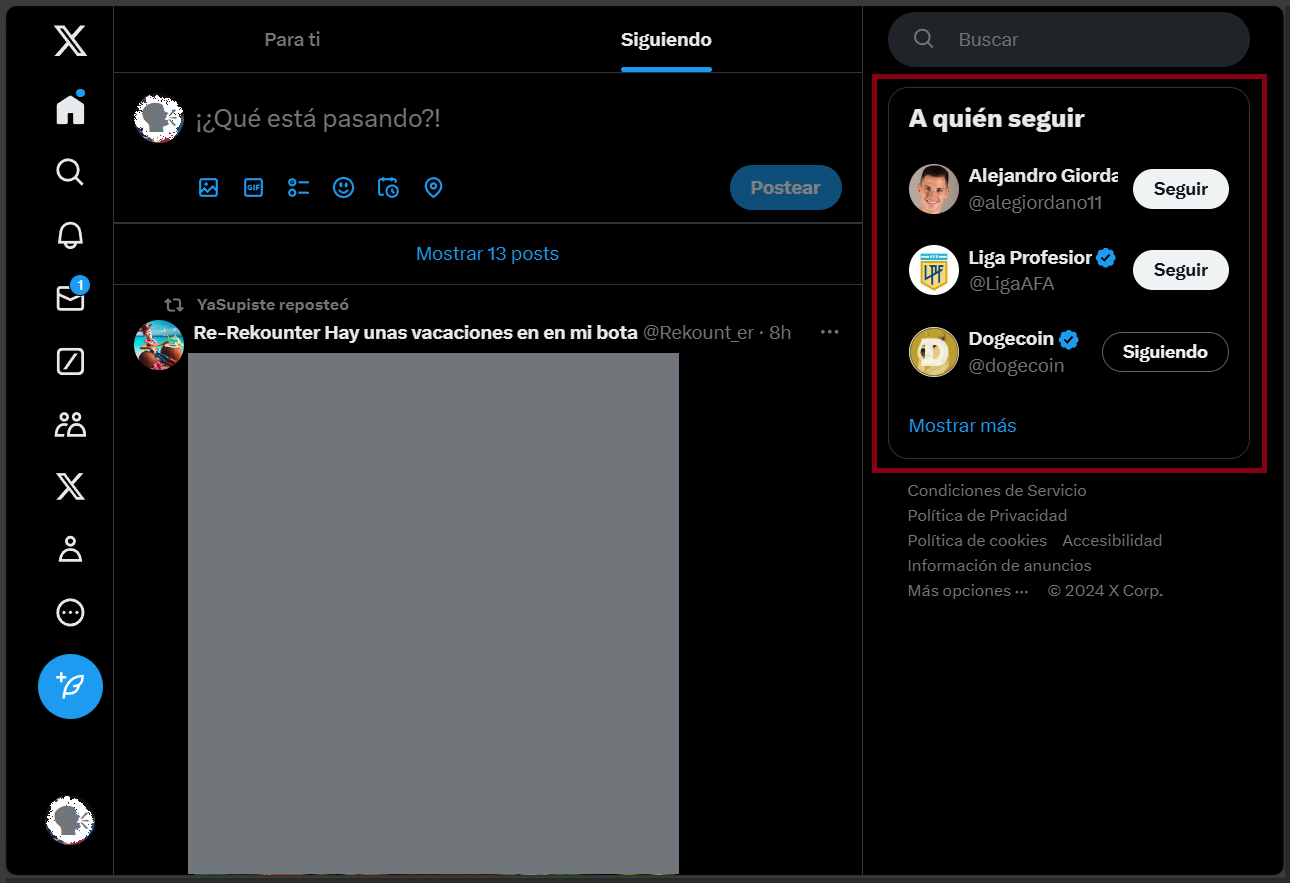 Para ti
Siguiendo
Buscar
¡¿Qué está pasando?!
GIF
Postear
Mostrar 13 posts
1
YaSupiste reposteó
Re-Rekounter Hay unas vacaciones en en mi bota @Rekount_er · 8h
A quién seguir
Alejandro Giorda
@alegiordano11
Seguir
Liga Profesior
@LigaAFA
Seguir
Dogecoin
@dogecoin
Siguiendo
Mostrar más
Condiciones de Servicio
Política de Privacidad
Política de cookies Accesibilidad
Información de anuncios
Más opciones ··· © 2024 X Corp.